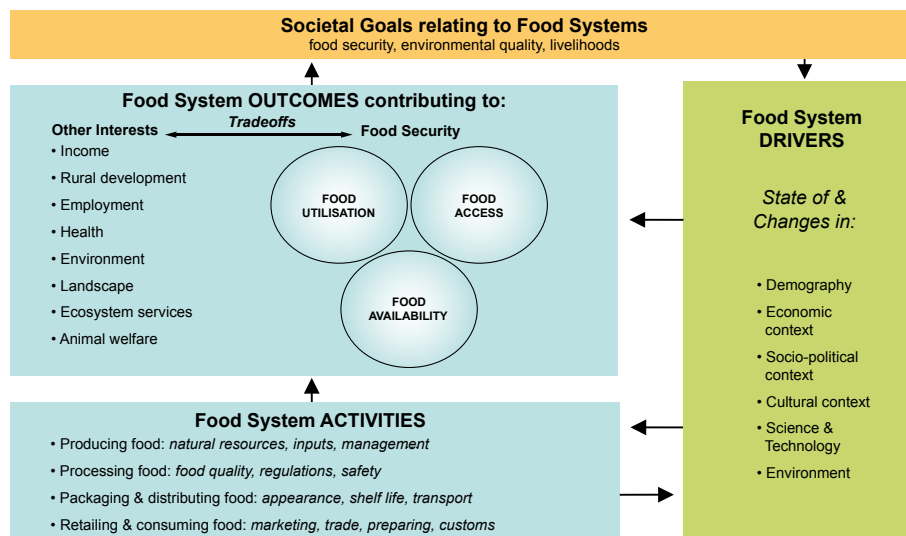 Societal Goals relating to Food Systems
food security, environmental quality, livelihoods
Food System OUTCOMES contributing to:
Other Interests
Tradeoffs
Food Security
• Income
• Rural development
• Employment
• Health
• Environment
• Landscape
• Ecosystem services
• Animal welfare
FOOD
UTILISATION
FOOD
ACCESS
FOOD
AVAILABILITY
Food System ACTIVITIES
• Producing food: natural resources, inputs, management
• Processing food: food quality, regulations, safety
• Packaging & distributing food: appearance, shelf life, transport
• Retailing & consuming food: marketing, trade, preparing, customs
Food System
DRIVERS
State of &
Changes in:
• Demography
• Economic
context
• Socio-political
context
• Cultural context
• Science &
Technology
• Environment